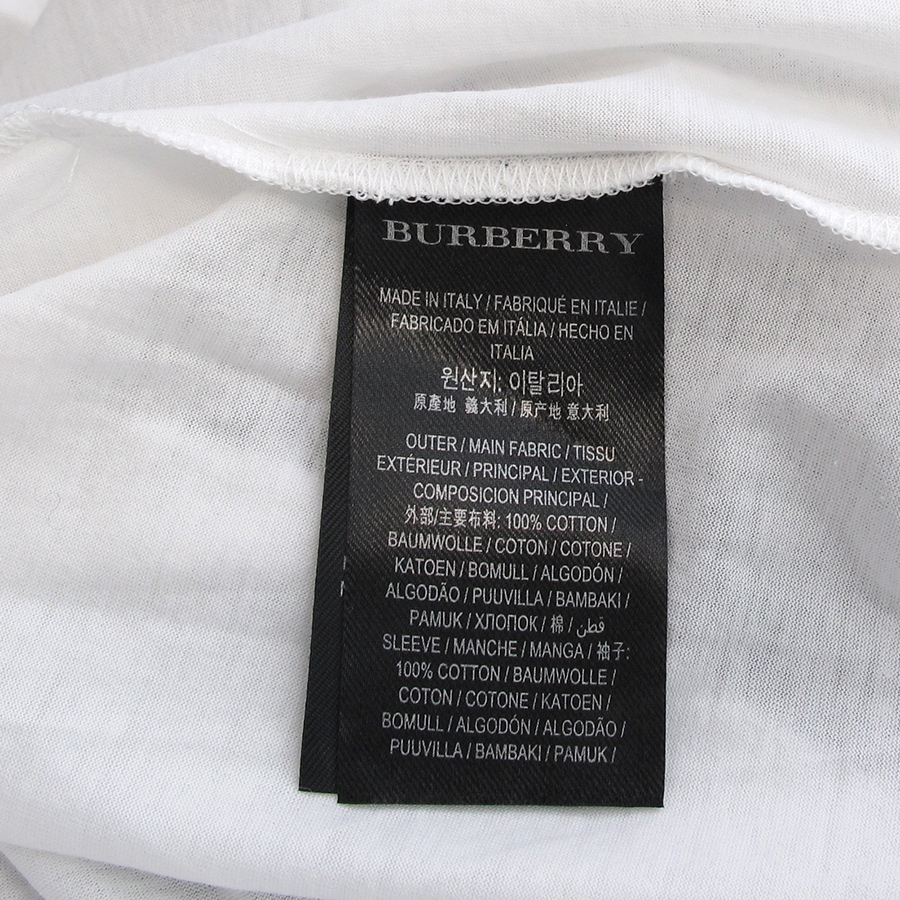 BURBERRY
MADE IN ITALY / FABRIQUÉ EN ITALIE /
FABRICADO EM ITÁLIA / HECHO EN
ITALIA
원산지: 이탈리아
原產地 義大利 / 原产地 意大利
OUTER / MAIN FABRIC / TISSU
EXTÉRIEUR / PRINCIPAL / EXTERIOR -
COMPOSICION PRINCIPAL /
外部/主要布料: 100% COTTON /
BAUMWOLLE / COTON / COTONE /
KATOEN / BOMULL / ALGODÓN /
ALGODÃO / PUUVILLA / BAMBAKI /
PAMUK / ХЛОПОК / 棉 / قطن
SLEEVE / MANCHE / MANGA / 袖子:
100% COTTON / BAUMWOLLE /
COTON / COTONE / KATOEN /
BOMULL / ALGODÓN / ALGODÃO /
PUUVILLA / BAMBAKI / PAMUK /